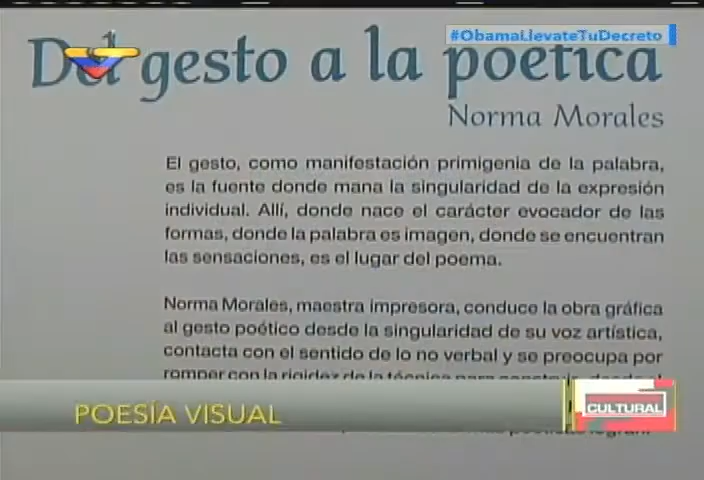 #ObamaLlevateTuDecreto
Del gesto a la poética
Norma Morales
El gesto, como manifestación primigenia de la palabra,
es la fuente donde mana la singularidad de la expresión
individual. Allí, donde nace el carácter evocador de las
formas, donde la palabra es imagen, donde se encuentran
las sensaciones, es el lugar del poema.
Norma Morales, maestra impresora, conduce la obra gráfica
al gesto poético desde la singularidad de su voz artística,
contacta con el sentido de lo no verbal y se preocupa por
romper con la rigidez de la técnica para construir, desde el
POESÍA VISUAL
CULTURAL